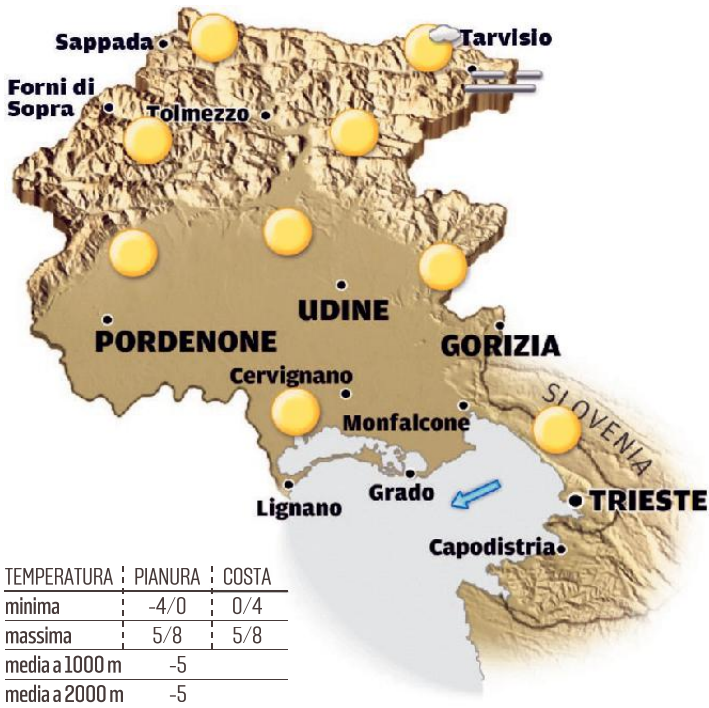 Sappada
Tarvisio
Forni di
Sopra
Tolmezzo
UDINE
PORDENONE
GORIZIA
Cervignano
SLOVENIA
Monfalcone
Lignano
Grado
TRIESTE
Capodistria
TEMPERATURA PIANURA COSTA
minima -4/0 0/4
massima 5/8 5/8
media a 1000 m -5
media a 2000 m -5